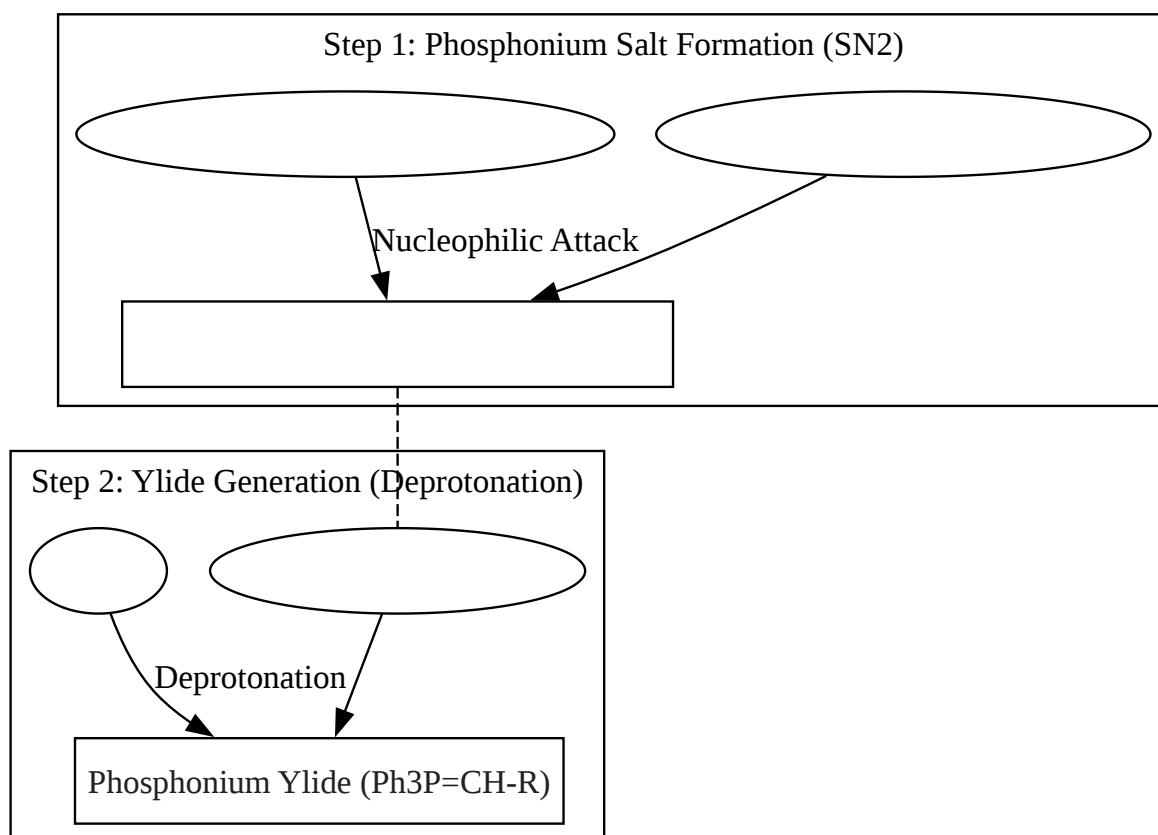 Step 1: Phosphonium Salt Formation (SN2)
Nucleophilic Attack
Step 2: Ylide Generation (Deprotonation)
Deprotonation
Phosphonium Ylide (Ph3P=CH-R)